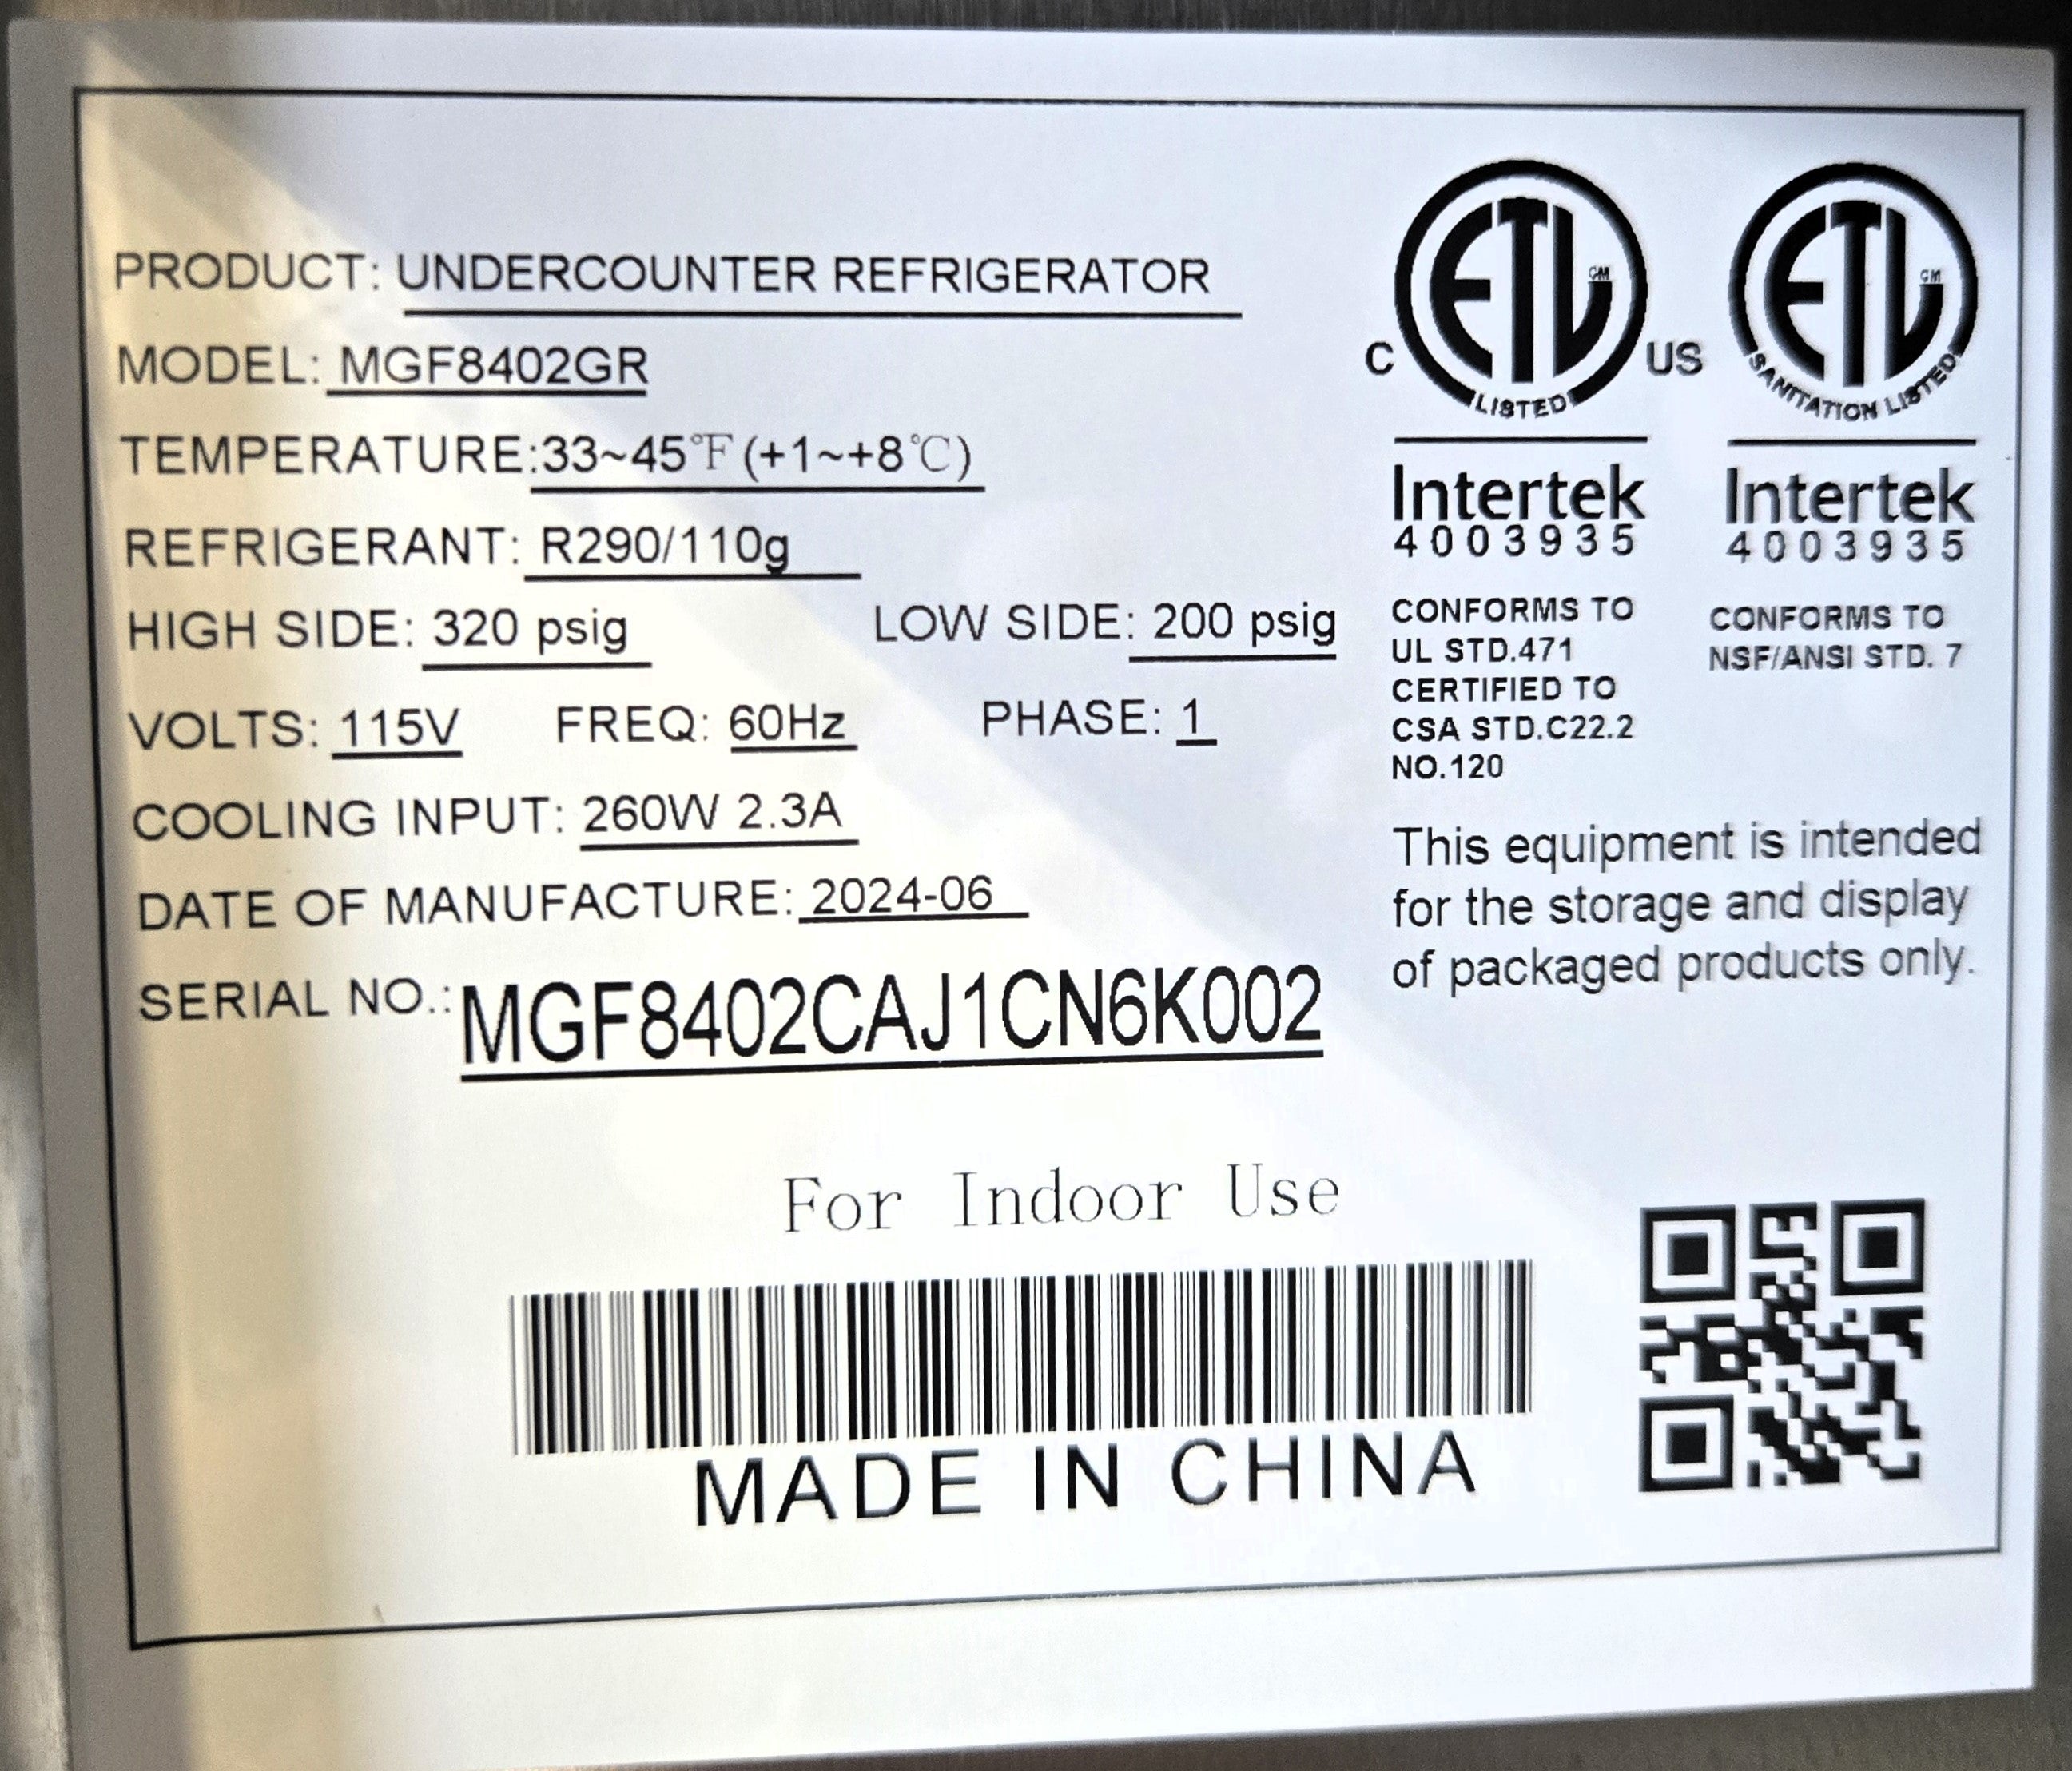 PRODUCT: UNDERCOUNTER REFRIGERATOR
MODEL: MGF8402GR
TEMPERATURE:33~45℉(+1~+8℃)
REFRIGERANT: R290/110g
HIGH SIDE: 320 psig LOW SIDE: 200 psig
VOLTS: 115V FREQ: 60Hz PHASE: 1
COOLING INPUT: 260W 2.3A
DATE OF MANUFACTURE: 2024-06
SERIAL NO.: MGF8402CAJ1CN6K002
ETL CM
C US
LISTED
Intertek
4003935
CONFORMS TO
UL STD.471
CERTIFIED TO
CSA STD.C22.2
NO.120
ETL CM
SANITATION LISTED
Intertek
4003935
CONFORMS TO
NSF/ANSI STD. 7
This equipment is intended
for the storage and display
of packaged products only.
For Indoor Use
MADE IN CHINA